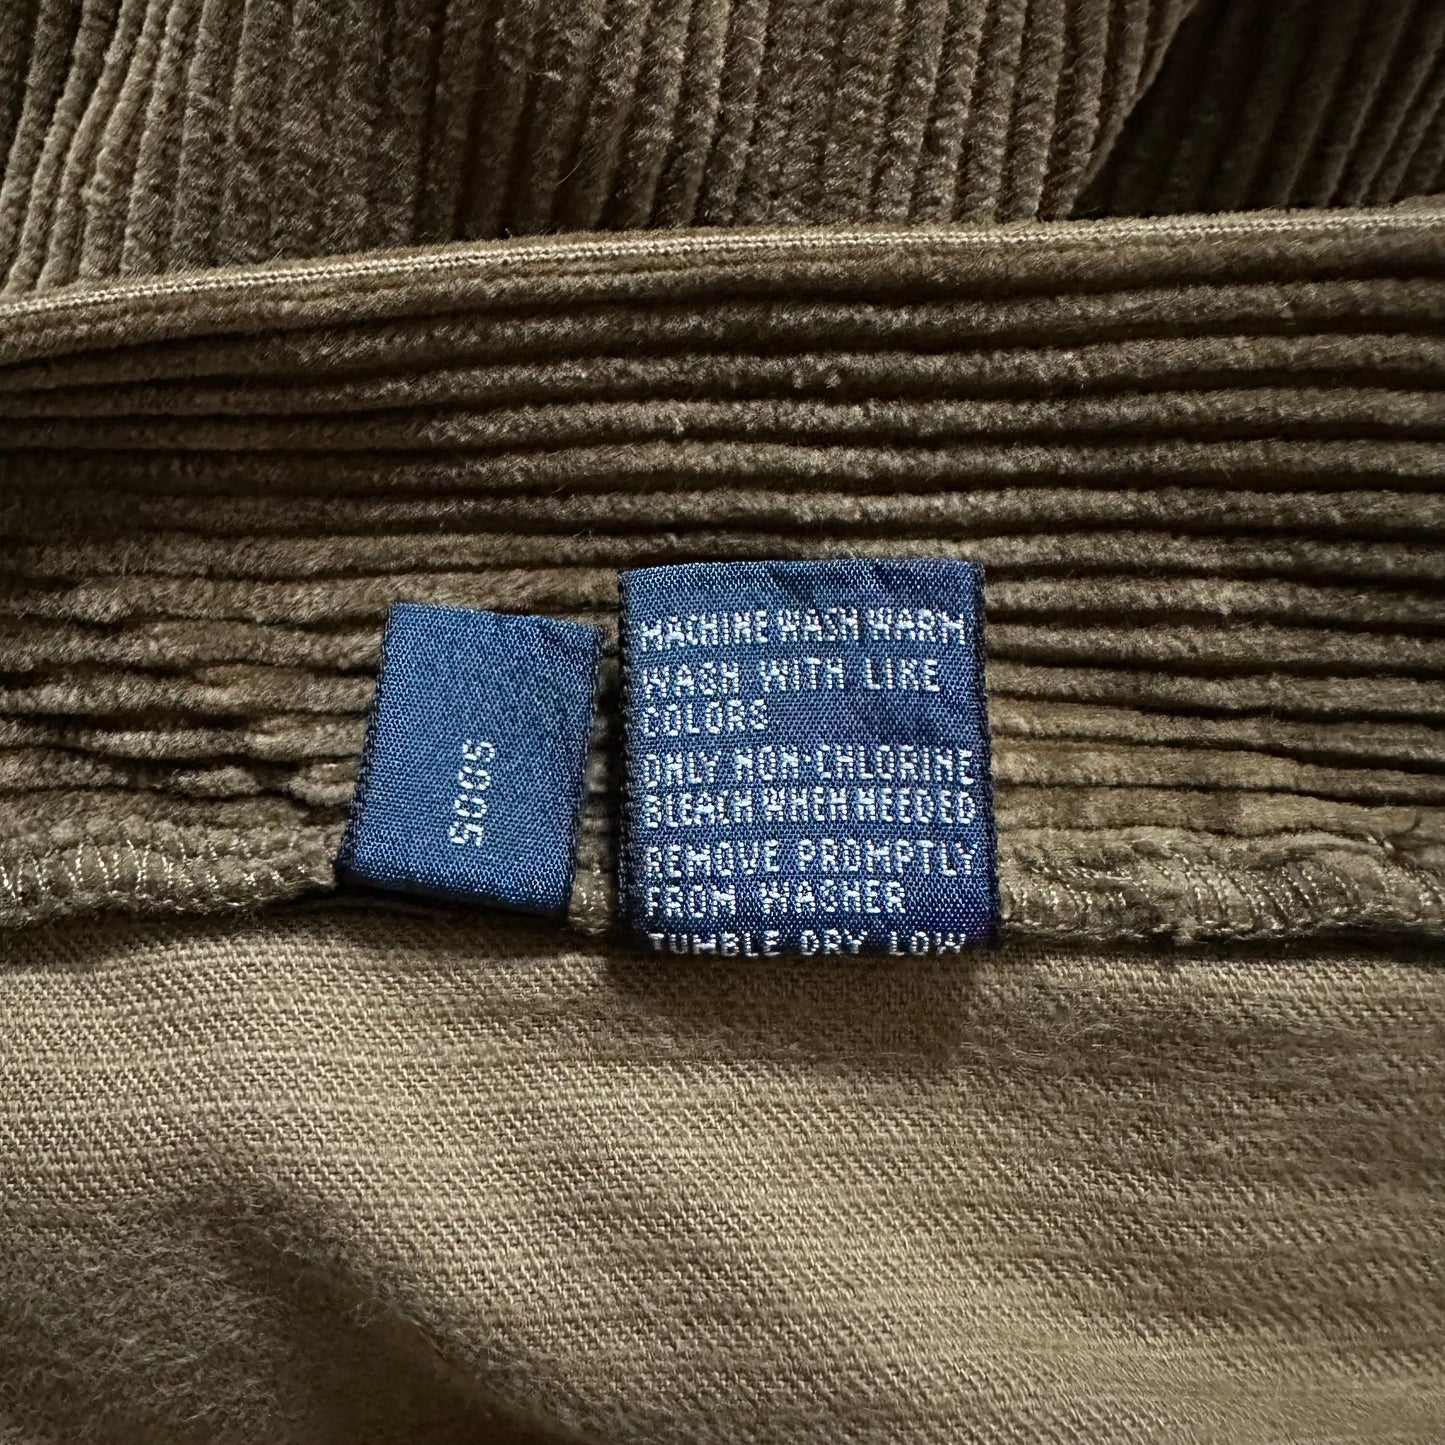 S00S
MACHINE WASH WARM
WASH WITH LIKE
COLORS
ONLY NON-CHLORINE
BLEACH WHEN NEEDED
REMOVE PROMPTLY
FROM WASHER
TUMBLE DRY LOW